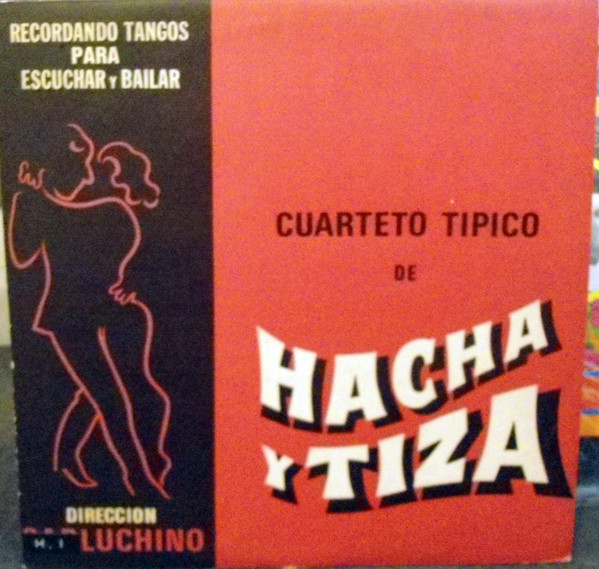 RECORDANDO TANGOS
PARA
ESCUCHAR Y BAILAR
CUARTETO TIPICO
DE
HACHA
Y TIZA
DIRECCION
LUCHINO
H. I